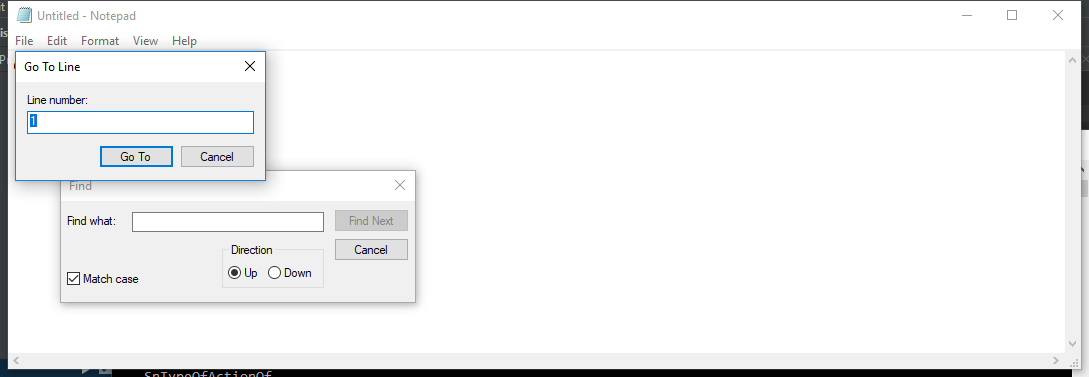 Untitled - Notepad
File Edit Format View Help
Go To Line
Line number:
1
Go To Cancel
Find
Find what: Find Next
Cancel
Direction
Up Down
Match case
SnTypeOfActionOf